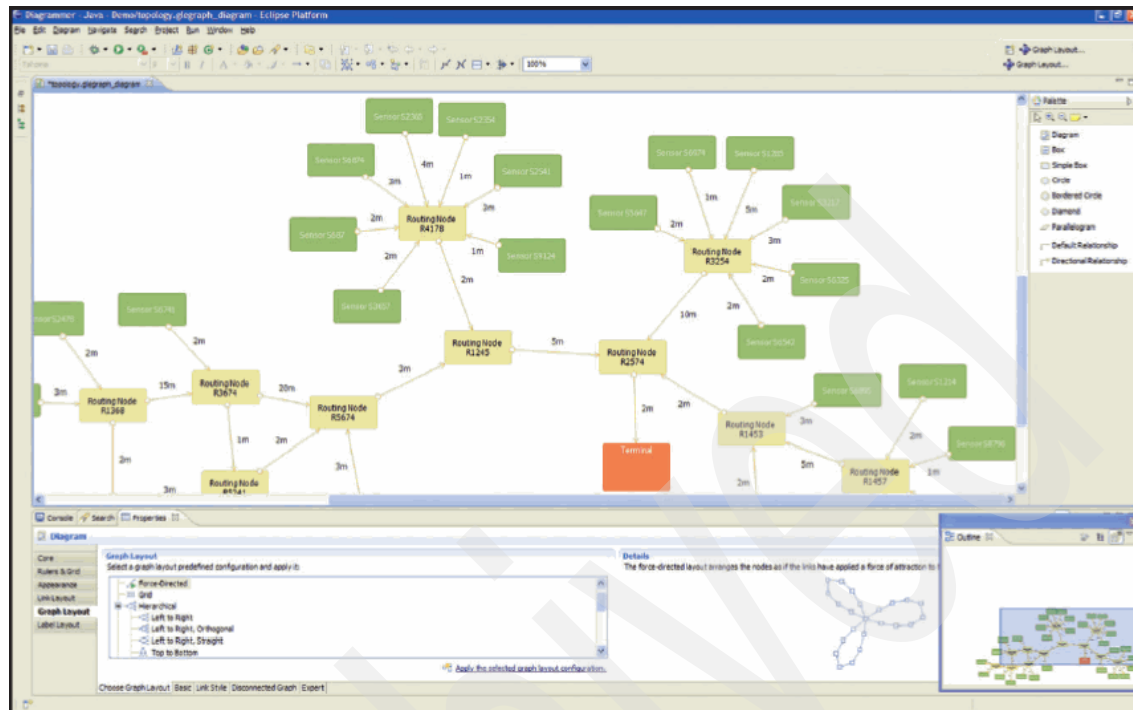 Diagrammer - Java - Demo/topology.glegraph_diagram - Eclipse Platform
File Edit Diagram Navigate Search Project Run Window Help
100%
Graph Layout...
Graph Layout...
*topology.glegraph_diagram
Palette
Diagram
Box
Simple Box
Circle
Bordered Circle
Diamond
Parallelogram
Default Relationship
Directional Relationship
Sensor S2365
Sensor S2354
Sensor S6874
Sensor S2541
4m
3m
1m
3m
2m
Routing Node
R4178
Sensor S9124
1m
2m
2m
Sensor S1285
1m
5m
2m
3m
Routing Node
R3254
Sensor S6325
2m
10m
2m
5m
Routing Node
R1245
Routing Node
R2574
2m
2m
2m
3m
15m
20m
Routing Node
R1368
Routing Node
R3674
Routing Node
R5674
1m
2m
3m
2m
3m
Routing Node
R5241
2m
2m
Terminal
Routing Node
R1453
3m
Sensor S1214
2m
5m
Routing Node
R1457
1m
2m
Console Search Properties
Diagram
Core
Rulers & Grid
Appearance
Link Layout
Graph Layout
Label Layout
Graph Layout
Select a graph layout predefined configuration and apply it:
Force-Directed
Grid
Hierarchical
Left to Right
Left to Right, Orthogonal
Left to Right, Straight
Top to Bottom
Apply the selected graph layout configuration.
Choose Graph Layout Basic Link Style Disconnected Graph Expert
Details
The force-directed layout arranges the nodes as if the links have applied a force of attraction to
Outline